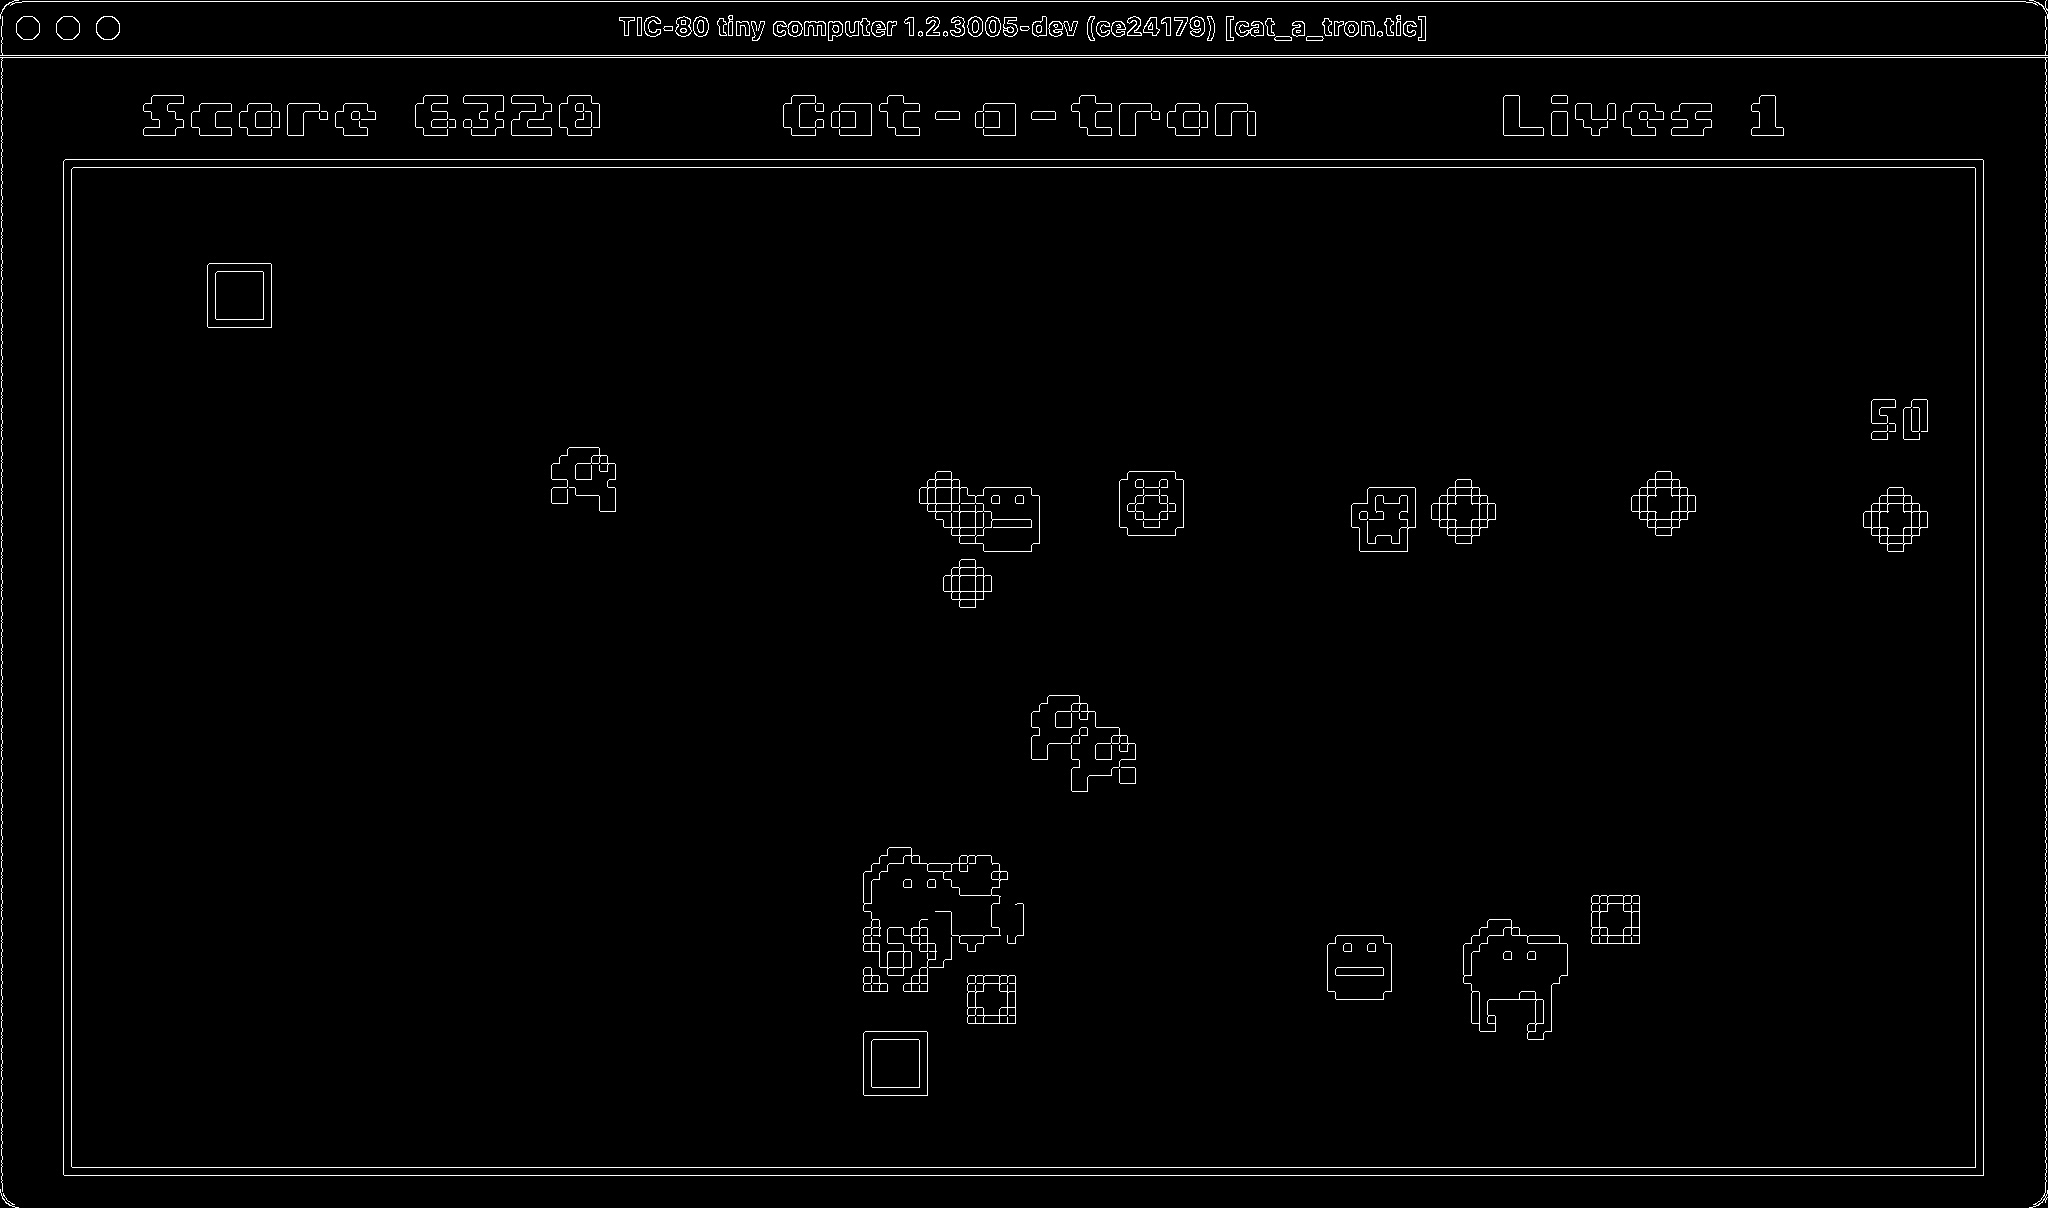 TIC-80 tiny computer 1.2.3005-dev (ce24179) [cat_a_tron.tic]
Score 6320 Cat-a-tron Lives 1
50